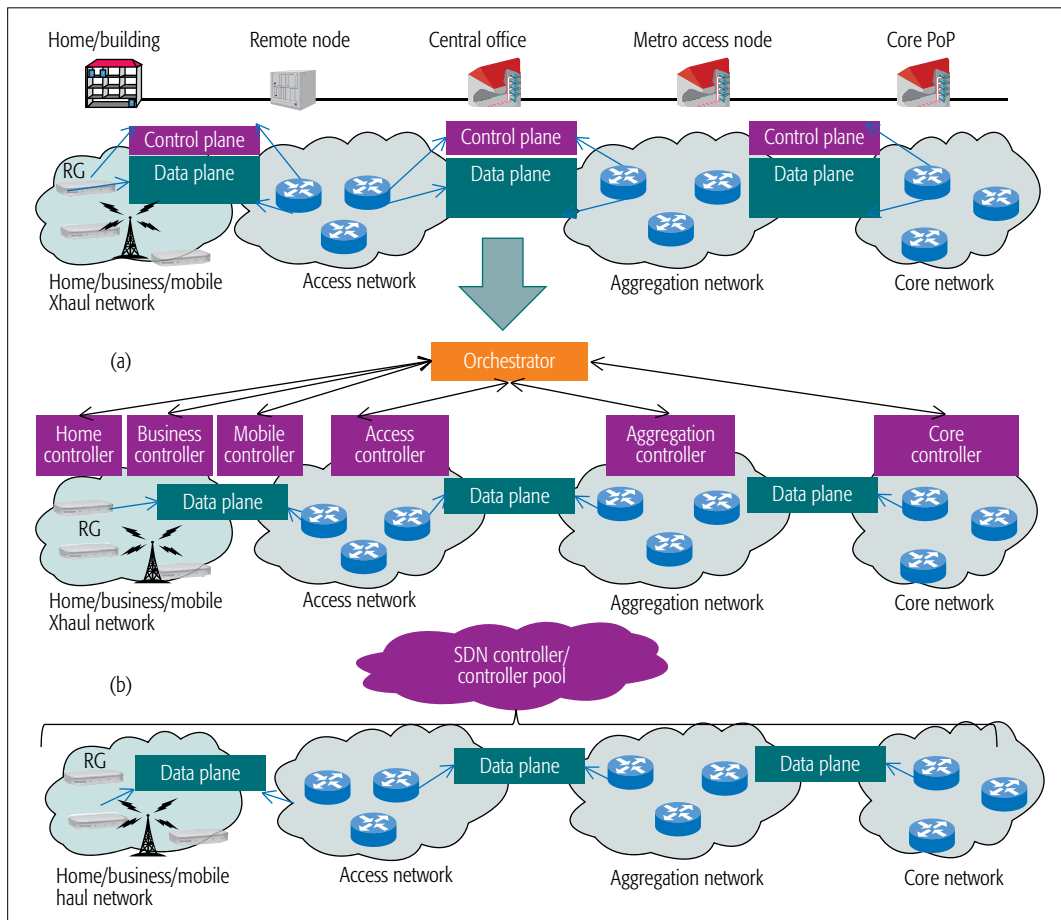 Home/building
Remote node
Central office
Metro access node
Core PoP
Control plane
Control plane
Control plane
RG
Data plane
Data plane
Data plane
Home/business/mobile
Xhaul network
Access network
Aggregation network
Core network
(a)
Orchestrator
Home
controller
Business
controller
Mobile
controller
Access
controller
Aggregation
controller
Core
controller
Data plane
Data plane
Data plane
RG
Home/business/mobile
Xhaul network
Access network
Aggregation network
Core network
SDN controller/
controller pool
(b)
RG
Data plane
Data plane
Data plane
Home/business/mobile
haul network
Access network
Aggregation network
Core network